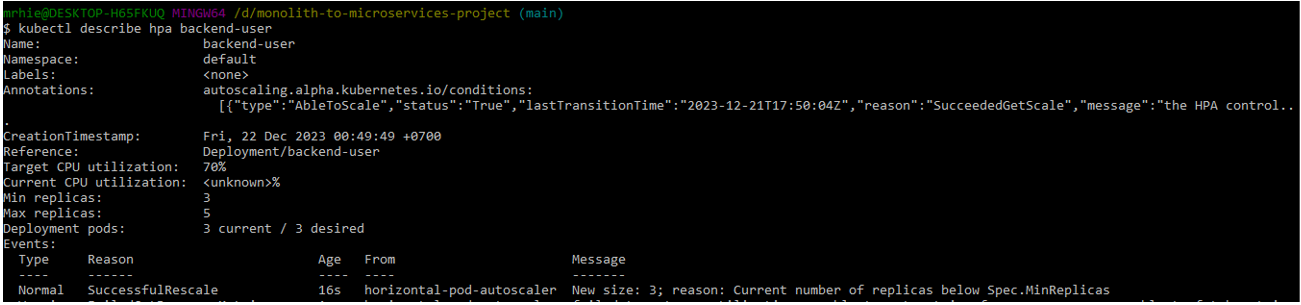 mrhie@DESKTOP-H65FKUQ MINGW64 /d/monolith-to-microservices-project (main)
$ kubectl describe hpa backend-user
Name:                      backend-user
Namespace:                 default
Labels:                    <none>
Annotations:               autoscaling.alpha.kubernetes.io/conditions:
                             [{"type":"AbleToScale","status":"True","lastTransitionTime":"2023-12-21T17:50:04Z","reason":"SucceededGetScale","message":"the HPA control..
.
CreationTimestamp:         Fri, 22 Dec 2023 00:49:49 +0700
Reference:                 Deployment/backend-user
Target CPU utilization:    70%
Current CPU utilization:   <unknown>%
Min replicas:              3
Max replicas:              5
Deployment pods:           3 current / 3 desired
Events:
  Type     Reason                        Age   From                       Message
  ----     ------                        ----  ----                       -------
  Normal   SuccessfulRescale             16s   horizontal-pod-autoscaler  New size: 3; reason: Current number of replicas below Spec.MinReplicas